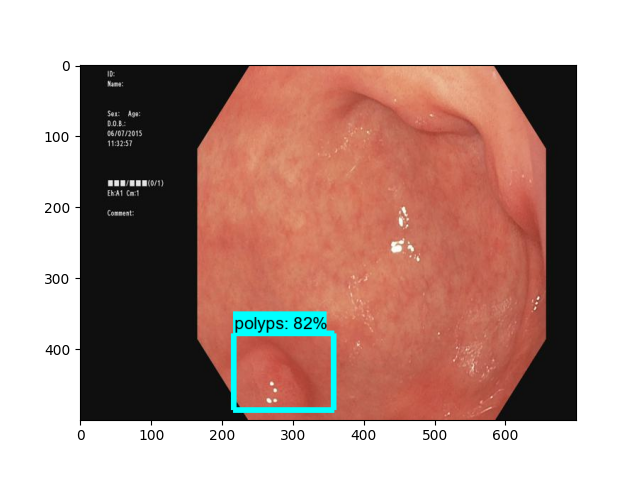 0
100
200
300
400
0
100
200
300
400
500
600
ID:
Name:
Sex: Age:
D.O.B.:
06/07/2015
11:32:57
■■■/■■■(0/1)
Eh:A1 Cm:1
Comment:
polyps: 82%